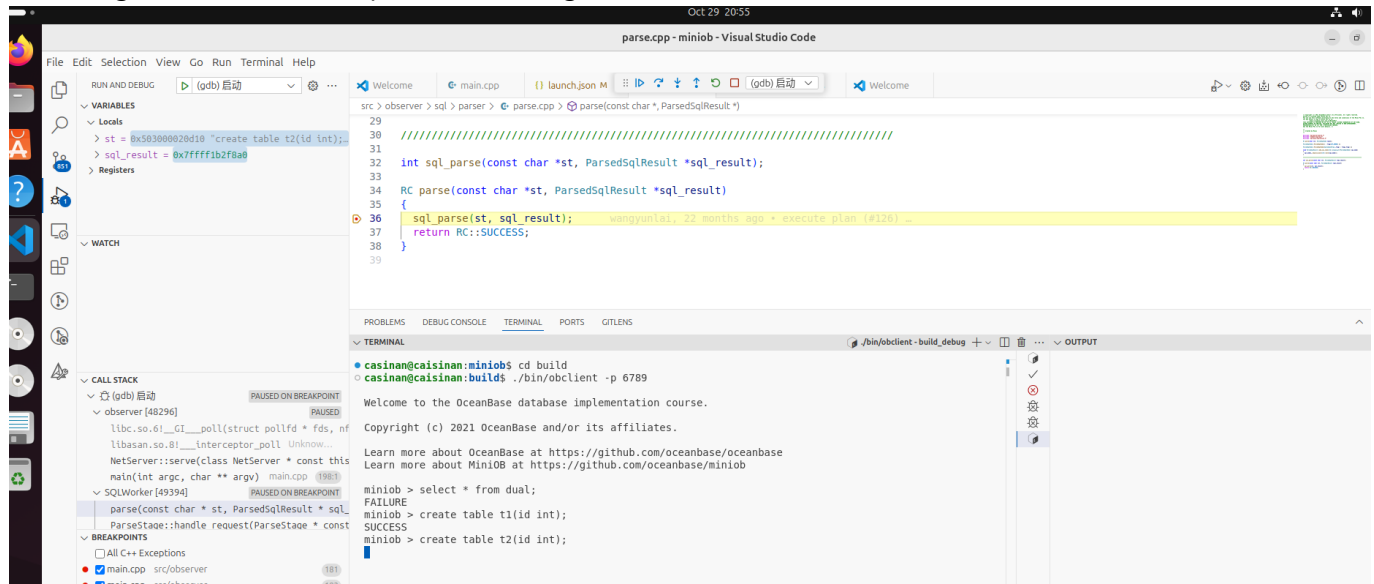 Oct 29 20:55
parse.cpp - miniob - Visual Studio Code
File Edit Selection View Go Run Terminal Help
RUN AND DEBUG (gdb) 启动 ...
Welcome main.cpp {} launch.json M (gdb) 启动 Welcome
src > observer > sql > parser > parse.cpp > parse(const char *, ParsedSqlResult *)
VARIABLES
Locals
st = 0x503000020d10 "create table t2(id int);…
sql_result = 0x7ffff1b2f8a0
Registers
851
1
29
30 //////////////////////////////////////////////////////////////////////////////
31
32 int sql_parse(const char *st, ParsedSqlResult *sql_result);
33
34 RC parse(const char *st, ParsedSqlResult *sql_result)
35 {
36 sql_parse(st, sql_result); wangyunlai, 22 months ago • execute plan (#126) …
37 return RC::SUCCESS;
38 }
39
WATCH
CALL STACK
(gdb) 启动 PAUSED ON BREAKPOINT
observer [48296] PAUSED
libc.so.6!__GI___poll(struct pollfd * fds, nf
libasan.so.8!___interceptor_poll Unknow...
NetServer::serve(class NetServer * const this
main(int argc, char ** argv) main.cpp 198:1
SQLWorker [49394] PAUSED ON BREAKPOINT
parse(const char * st, ParsedSqlResult * sql_
ParseStage::handle_request(ParseStage * const
BREAKPOINTS
All C++ Exceptions
main.cpp src/observer 181
PROBLEMS DEBUG CONSOLE TERMINAL PORTS GITLENS
TERMINAL ./bin/obclient - build_debug ... OUTPUT
casinan@caisinan:miniob$ cd build
casinan@caisinan:build$ ./bin/obclient -p 6789
Welcome to the OceanBase database implementation course.
Copyright (c) 2021 OceanBase and/or its affiliates.
Learn more about OceanBase at https://github.com/oceanbase/oceanbase
Learn more about MiniOB at https://github.com/oceanbase/miniob
miniob > select * from dual;
FAILURE
miniob > create table t1(id int);
SUCCESS
miniob > create table t2(id int);